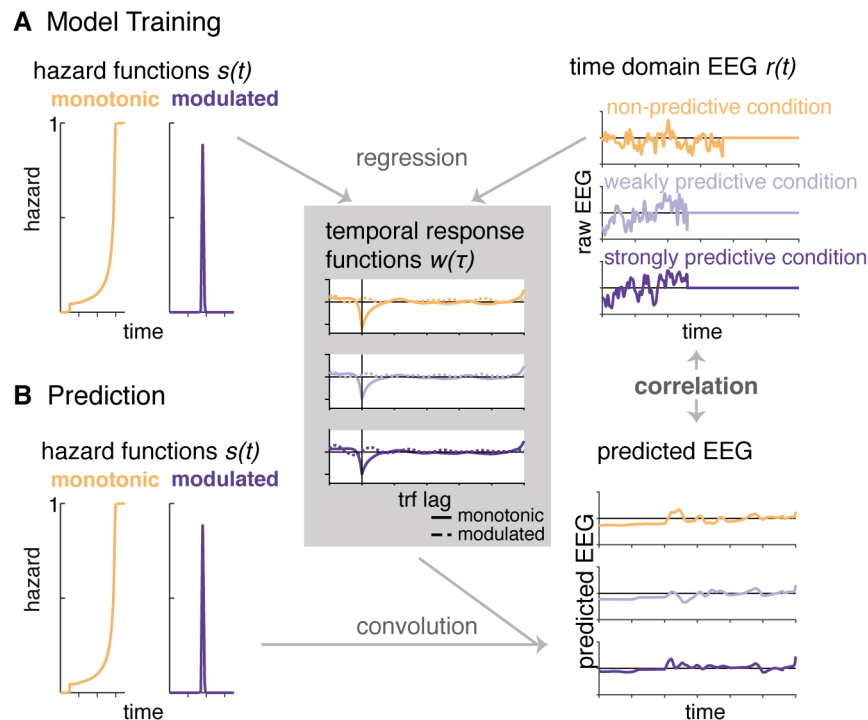 A Model Training
hazard functions s(t)
monotonic modulated
1
hazard
time
regression
time domain EEG r(t)
non-predictive condition
weakly predictive condition
strongly predictive condition
raw EEG
time
temporal response
functions w(τ)
trf lag
monotonic
modulated
correlation
B Prediction
hazard functions s(t)
monotonic modulated
1
hazard
time
convolution
predicted EEG
predicted EEG
time